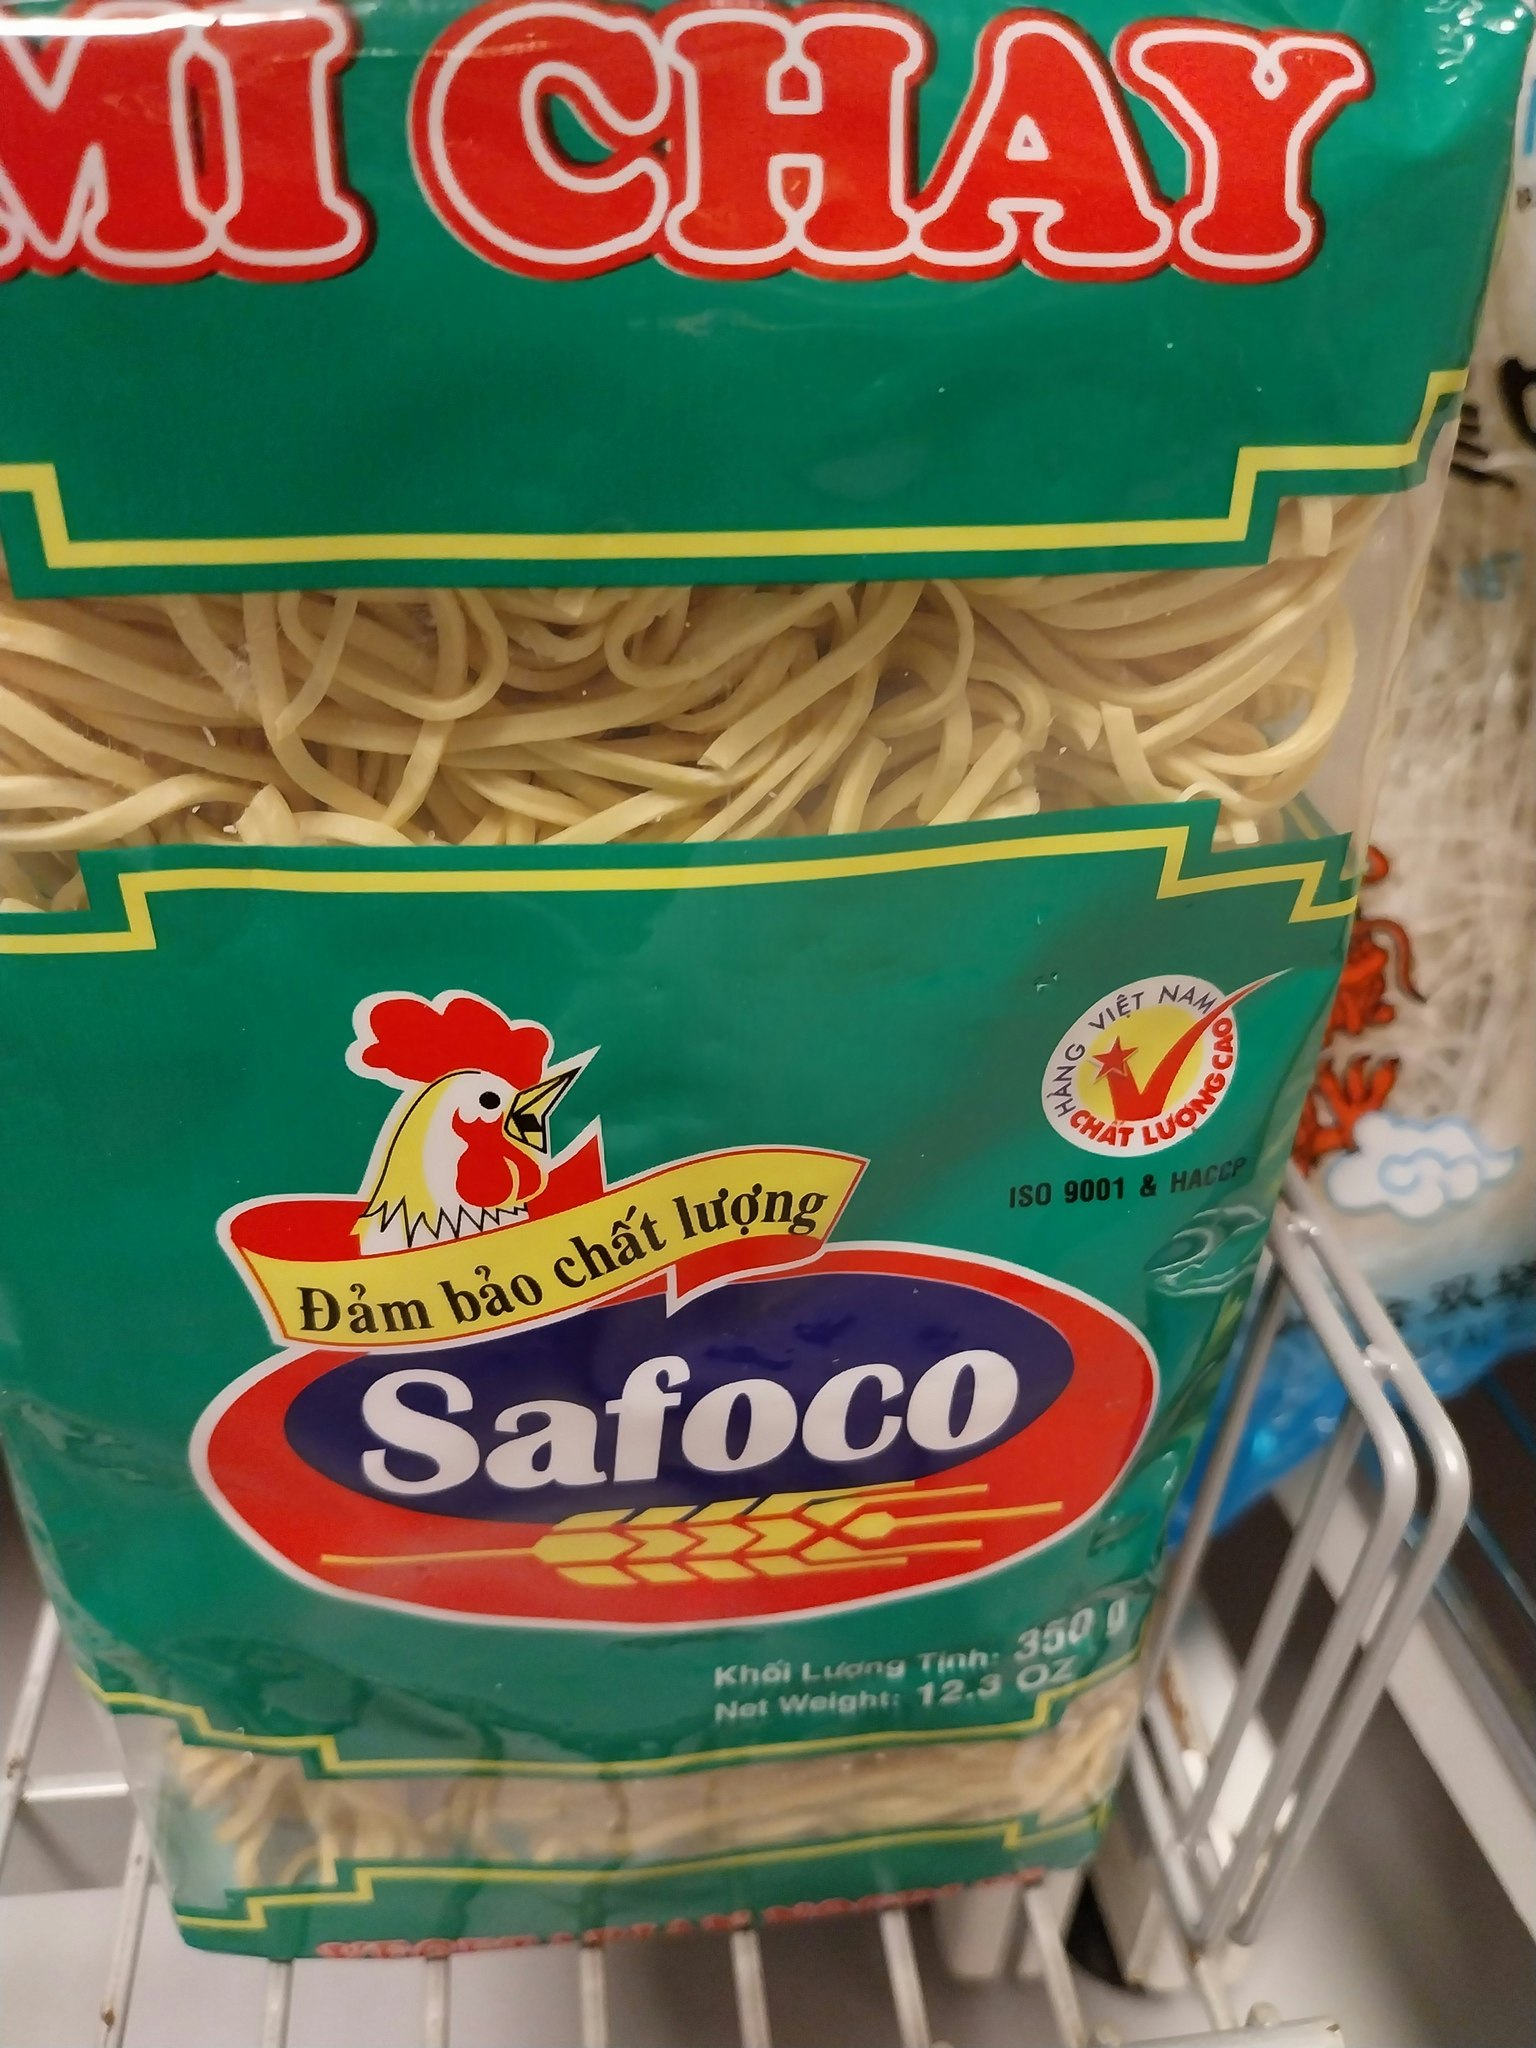 MÌ CHAY
HÀNG VIỆT NAM
CHẤT LƯỢNG CAO
ISO 9001 & HACCP
Đảm bảo chất lượng
Safoco
Khối Lượng Tịnh: 350 g
Net Weight: 12.3 OZ